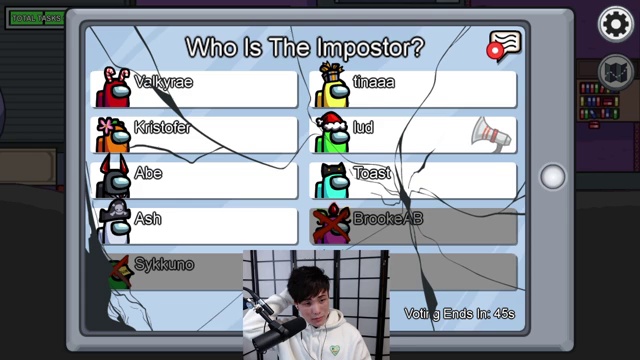 TOTAL TASKS
Who Is The Impostor?
Valkyrae
tinaaa
Kristofer
lud
Abe
Toast
Ash
BrookeAB
Sykkuno
Voting Ends In: 45s